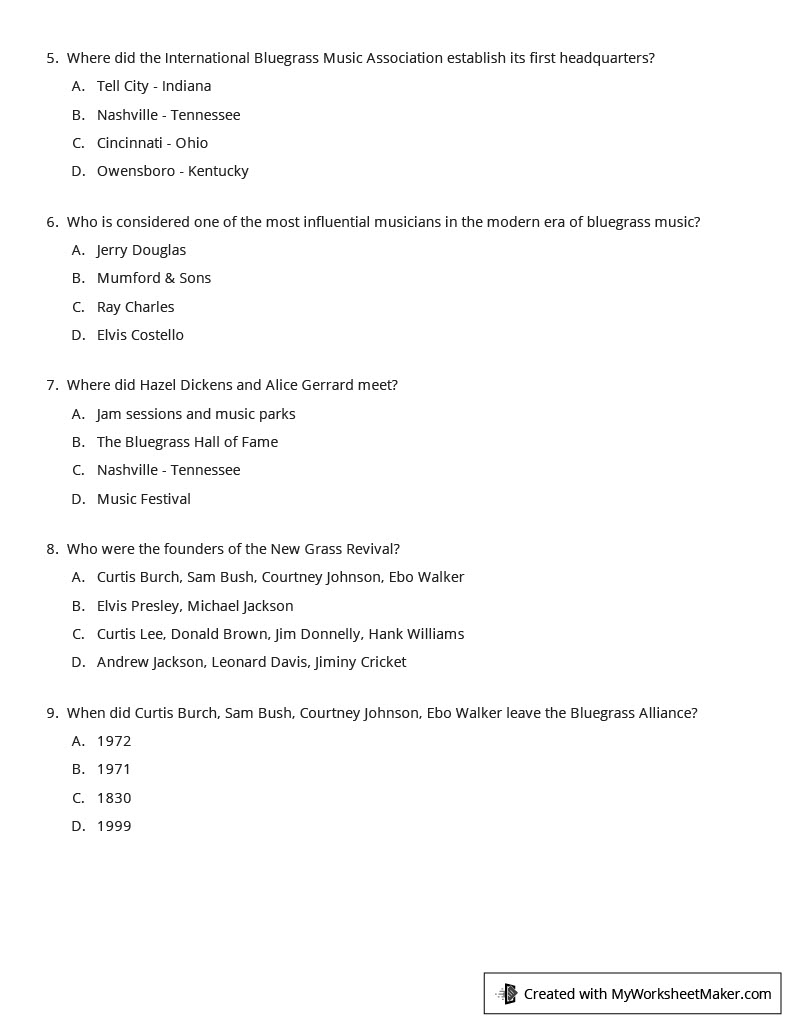 5. Where did the International Bluegrass Music Association establish its first headquarters?
A. Tell City - Indiana
B. Nashville - Tennessee
C. Cincinnati - Ohio
D. Owensboro - Kentucky
6. Who is considered one of the most influential musicians in the modern era of bluegrass music?
A. Jerry Douglas
B. Mumford & Sons
C. Ray Charles
D. Elvis Costello
7. Where did Hazel Dickens and Alice Gerrard meet?
A. Jam sessions and music parks
B. The Bluegrass Hall of Fame
C. Nashville - Tennessee
D. Music Festival
8. Who were the founders of the New Grass Revival?
A. Curtis Burch, Sam Bush, Courtney Johnson, Ebo Walker
B. Elvis Presley, Michael Jackson
C. Curtis Lee, Donald Brown, Jim Donnelly, Hank Williams
D. Andrew Jackson, Leonard Davis, Jiminy Cricket
9. When did Curtis Burch, Sam Bush, Courtney Johnson, Ebo Walker leave the Bluegrass Alliance?
A. 1972
B. 1971
C. 1830
D. 1999
Created with MyWorksheetMaker.com